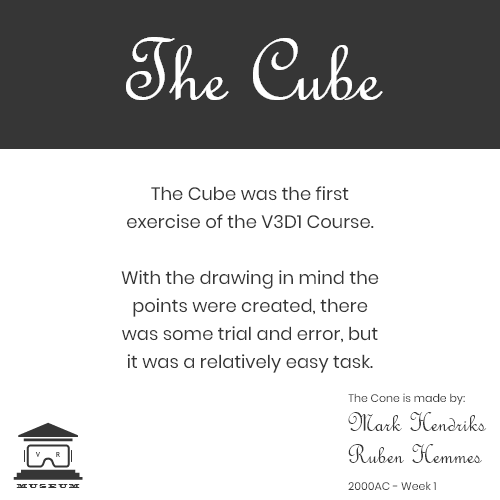 The Cube
The Cube was the first
exercise of the V3D1 Course.
With the drawing in mind the
points were created, there
was some trial and error, but
it was a relatively easy task.
The Cone is made by:
Mark Hendriks
Ruben Hemmes
2000AC - Week 1
V R
MUSEUM